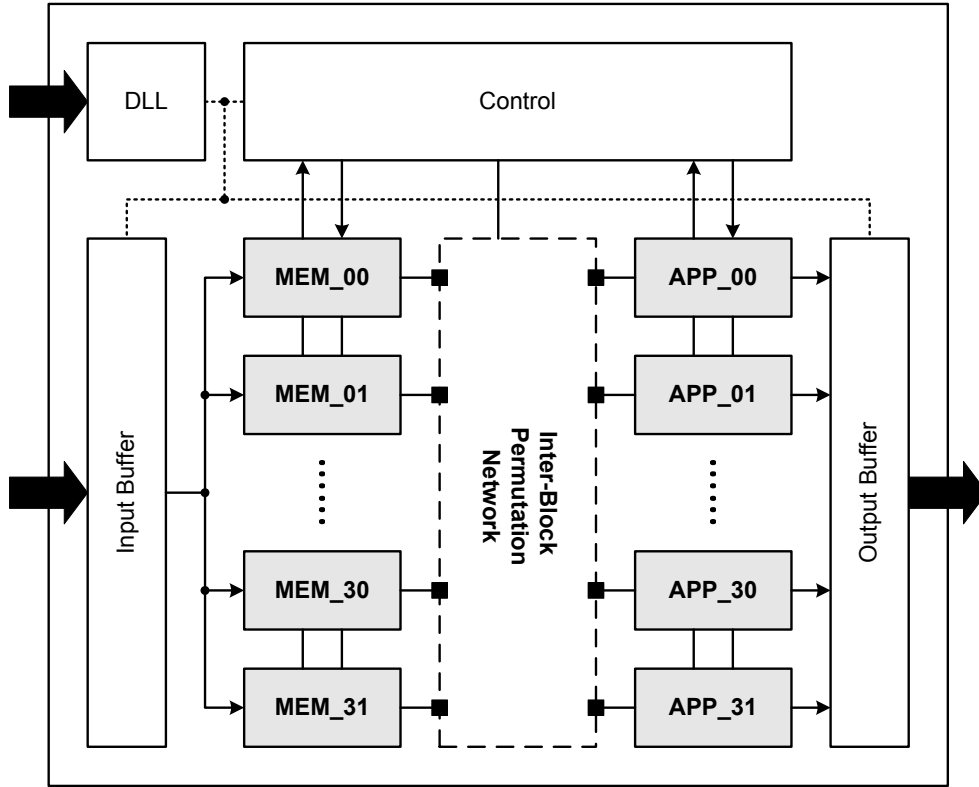 DLL
Control
MEM_00
APP_00
MEM_01
APP_01
Input Buffer
Inter-Block
Permutation
Network
Output Buffer
MEM_30
APP_30
MEM_31
APP_31